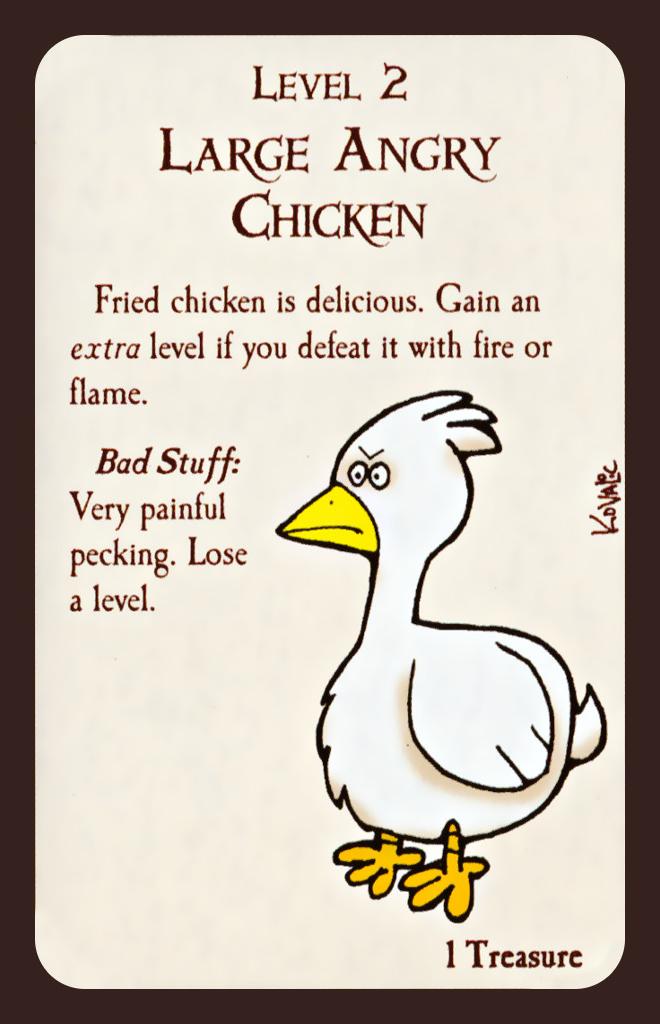 Level 2
Large Angry
Chicken
Fried chicken is delicious. Gain an
extra level if you defeat it with fire or
flame.
Bad Stuff:
Very painful
pecking. Lose
a level.
Kovalic
1 Treasure